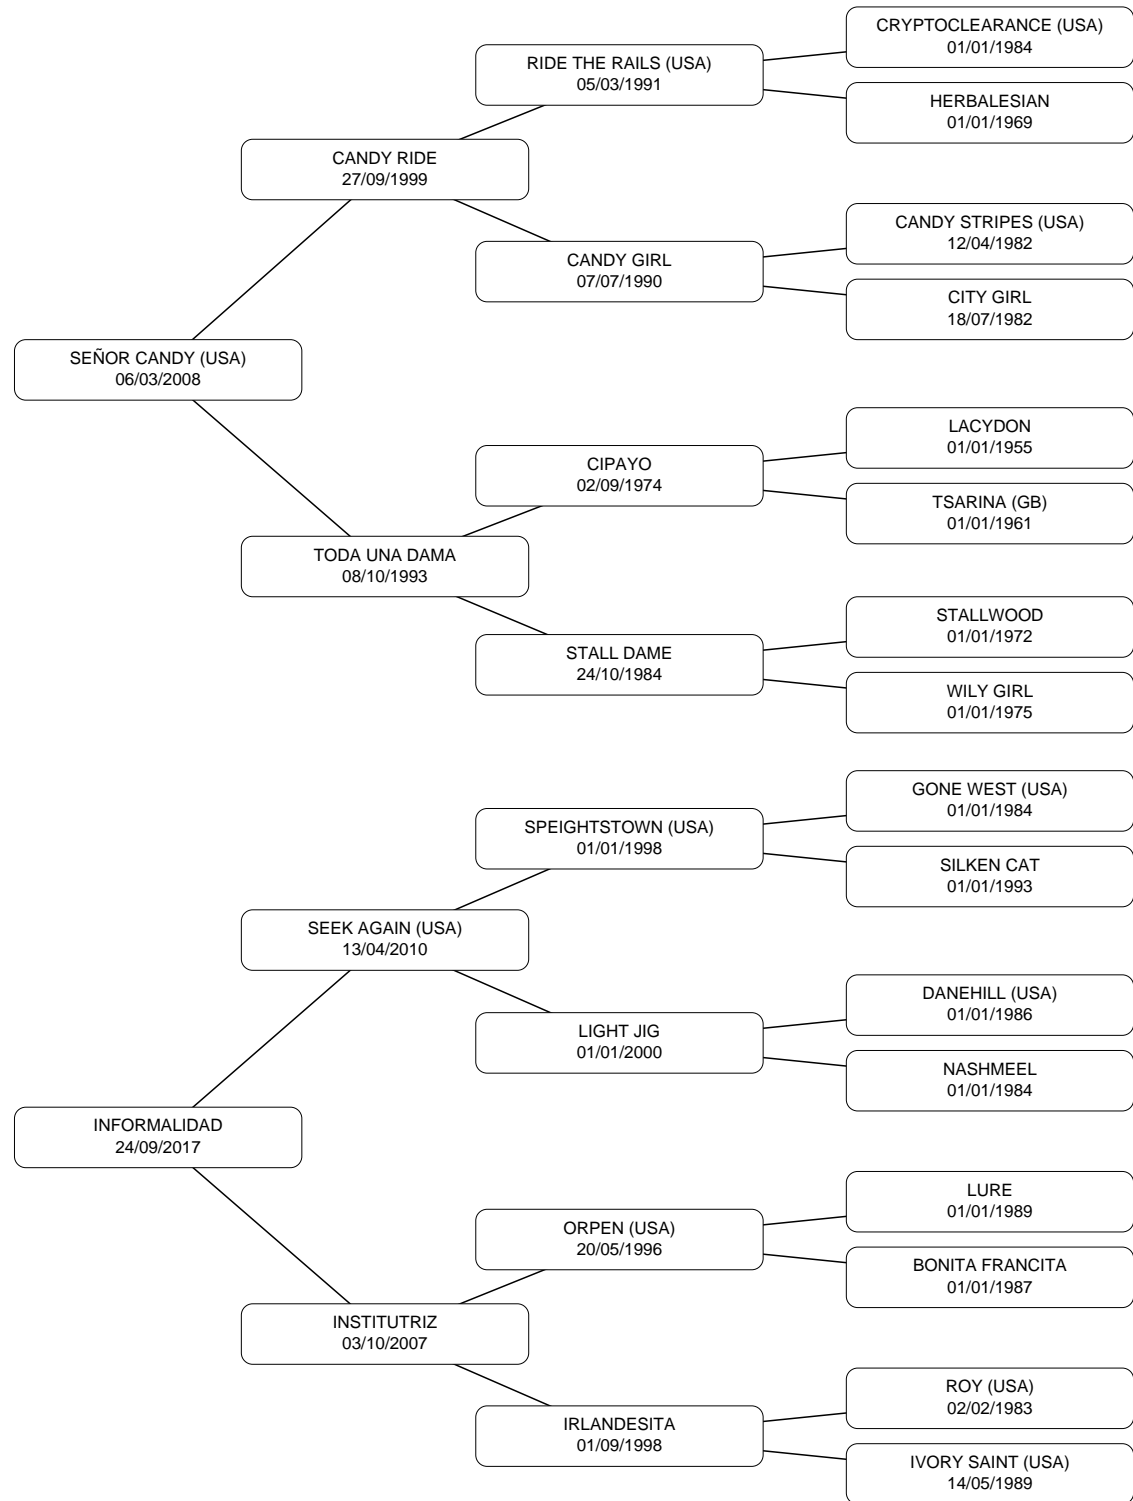 CRYPTOCLEARANCE (USA)
01/01/1984
RIDE THE RAILS (USA)
05/03/1991
HERBALESIAN
01/01/1969
CANDY RIDE
27/09/1999
CANDY STRIPES (USA)
12/04/1982
CANDY GIRL
07/07/1990
CITY GIRL
18/07/1982
SEÑOR CANDY (USA)
06/03/2008
LACYDON
01/01/1955
CIPAYO
02/09/1974
TSARINA (GB)
01/01/1961
TODA UNA DAMA
08/10/1993
STALLWOOD
01/01/1972
STALL DAME
24/10/1984
WILY GIRL
01/01/1975
GONE WEST (USA)
01/01/1984
SPEIGHTSTOWN (USA)
01/01/1998
SILKEN CAT
01/01/1993
SEEK AGAIN (USA)
13/04/2010
DANEHILL (USA)
01/01/1986
LIGHT JIG
01/01/2000
NASHMEEL
01/01/1984
INFORMALIDAD
24/09/2017
LURE
01/01/1989
ORPEN (USA)
20/05/1996
BONITA FRANCITA
01/01/1987
INSTITUTRIZ
03/10/2007
ROY (USA)
02/02/1983
IRLANDESITA
01/09/1998
IVORY SAINT (USA)
14/05/1989